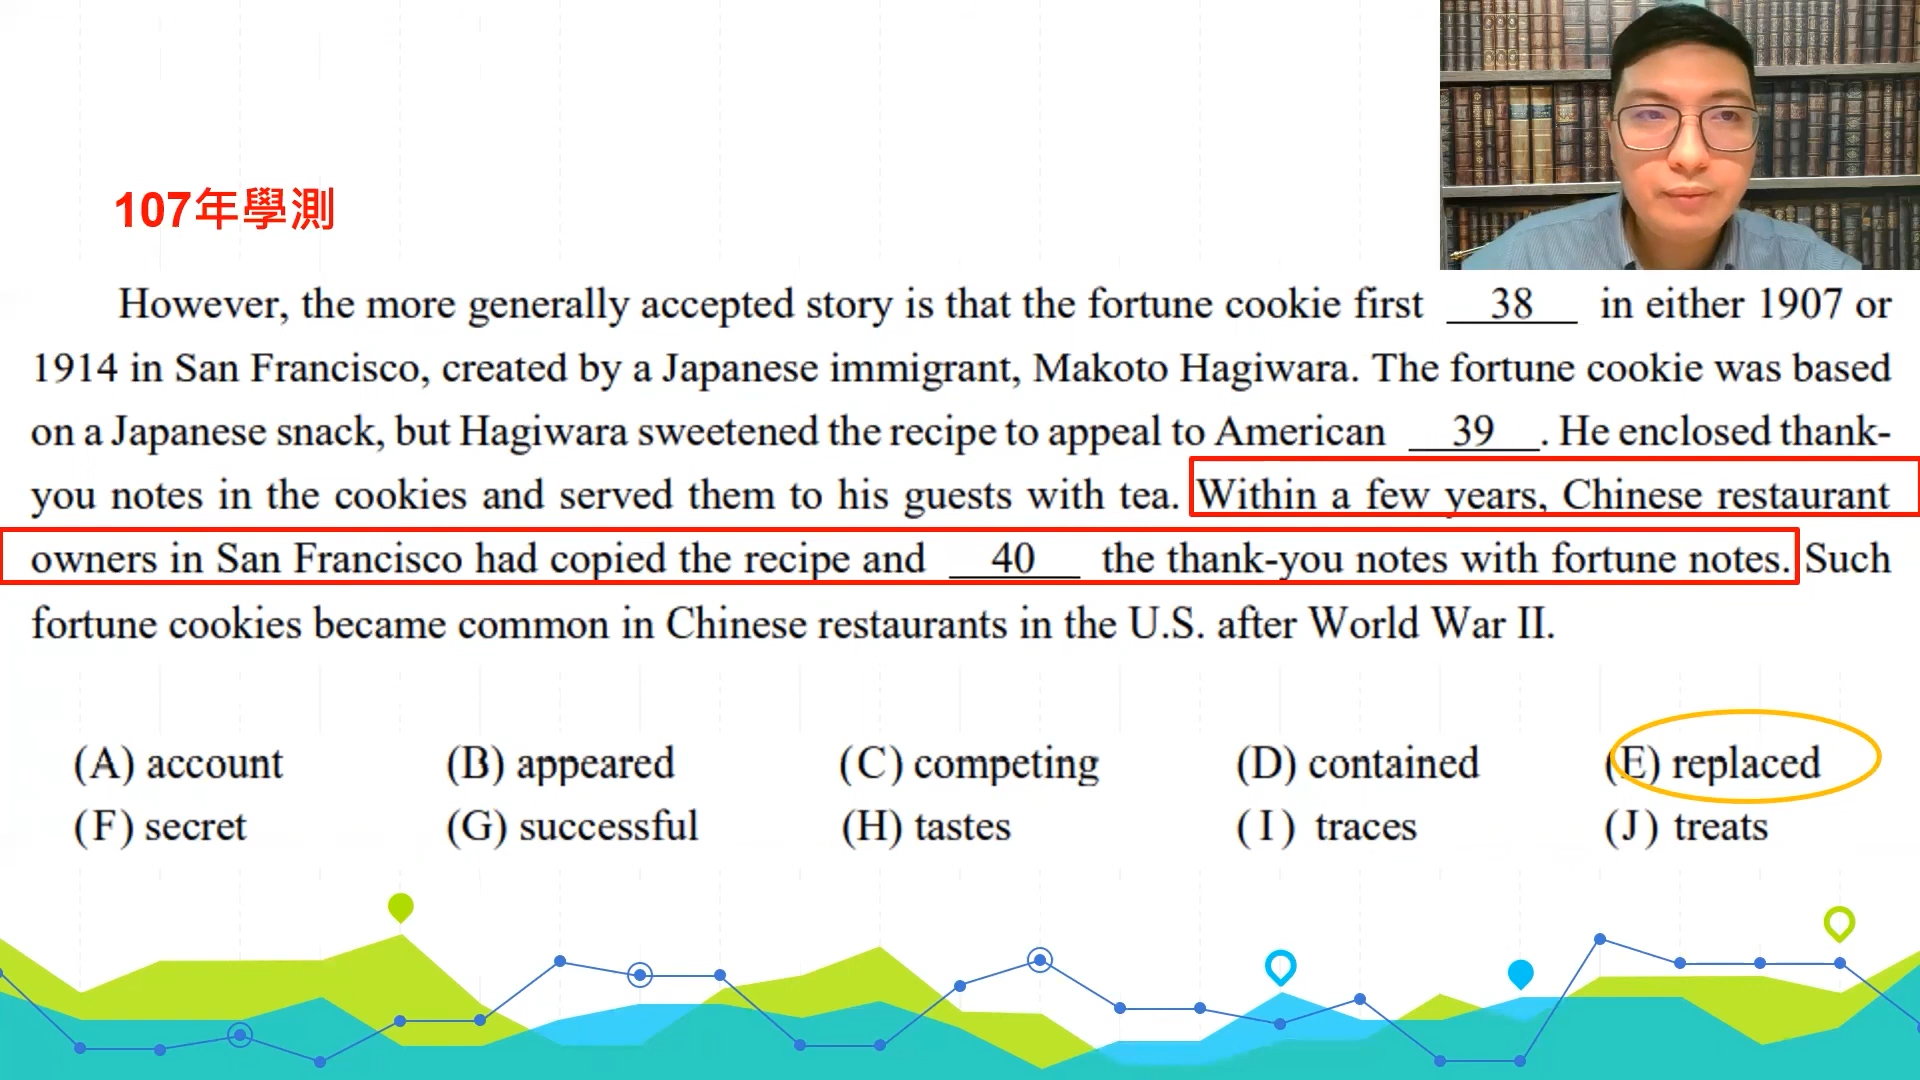 107年學測
However, the more generally accepted story is that the fortune cookie first 38 in either 1907 or
1914 in San Francisco, created by a Japanese immigrant, Makoto Hagiwara. The fortune cookie was based
on a Japanese snack, but Hagiwara sweetened the recipe to appeal to American 39. He enclosed thank-
you notes in the cookies and served them to his guests with tea. Within a few years, Chinese restaurant
owners in San Francisco had copied the recipe and 40 the thank-you notes with fortune notes. Such
fortune cookies became common in Chinese restaurants in the U.S. after World War II.
(A) account (B) appeared (C) competing (D) contained (E) replaced
(F) secret (G) successful (H) tastes (I) traces (J) treats